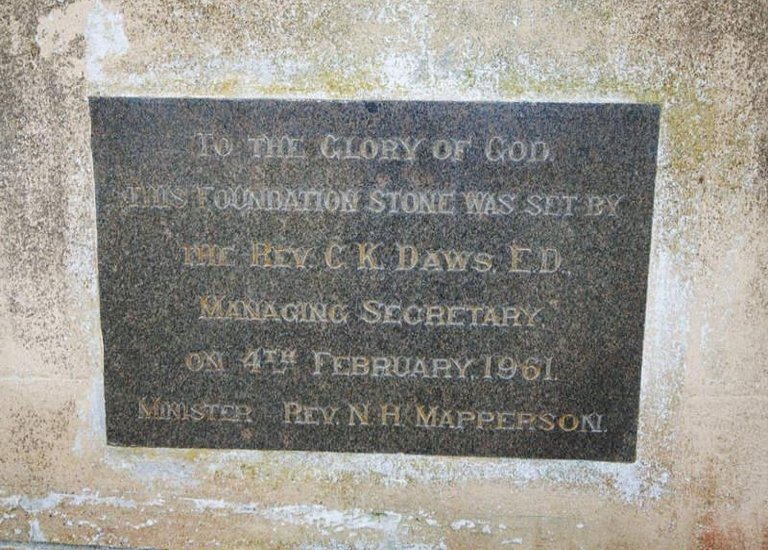 TO THE GLORY OF GOD.
THIS FOUNDATION STONE WAS SET BY
THE REV. C. K. DAWS, E.D.,
MANAGING SECRETARY.
ON 4TH FEBRUARY, 1961.
MINISTER REV. N. H. MAPPERSON.